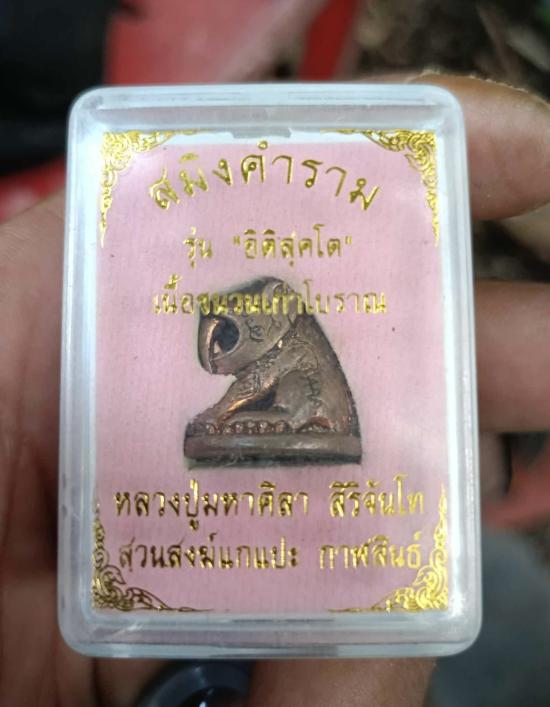 สมิงคำราม
รุ่น "อิติสุคโต"
เนื้อชนวนเก่าโบราณ
หลวงปู่มหาศิลา สิริจันโท
สวนสงฆ์แกแปะ กาฬสินธุ์